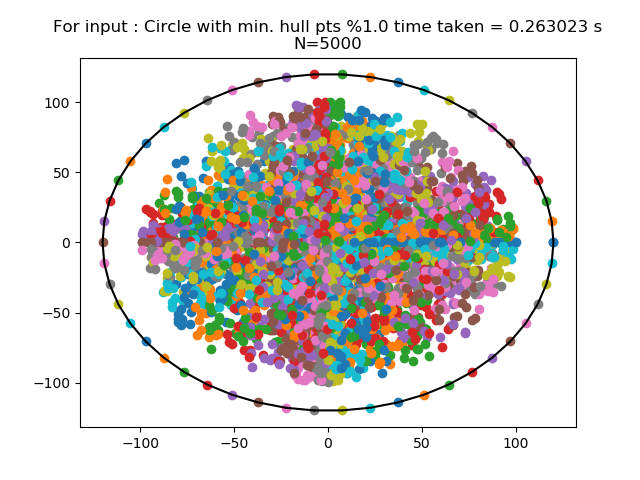 For input : Circle with min. hull pts %1.0 time taken = 0.263023 s
N=5000
100
50
0
−50
−100
−100 −50 0 50 100